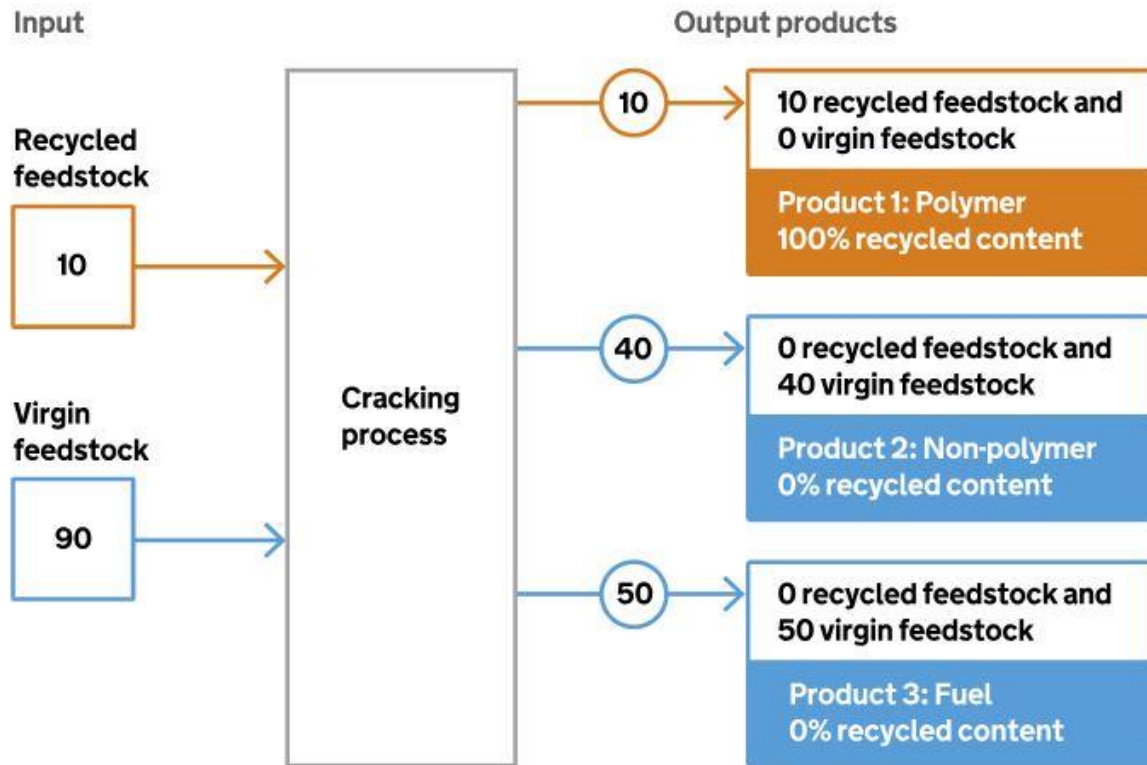 Input
Output products
Recycled
feedstock
10
Virgin
feedstock
90
Cracking
process
10
10 recycled feedstock and
0 virgin feedstock
Product 1: Polymer
100% recycled content
40
0 recycled feedstock and
40 virgin feedstock
Product 2: Non-polymer
0% recycled content
50
0 recycled feedstock and
50 virgin feedstock
Product 3: Fuel
0% recycled content